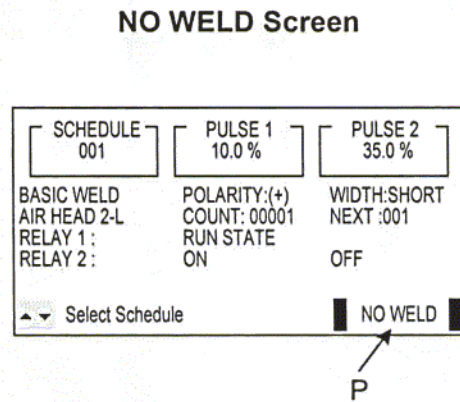 NO WELD Screen
SCHEDULE PULSE 1 PULSE 2
001 10.0 % 35.0 %
BASIC WELD POLARITY:(+) WIDTH:SHORT
AIR HEAD 2-L COUNT: 00001 NEXT :001
RELAY 1 : RUN STATE
RELAY 2 : ON OFF
Select Schedule NO WELD
P